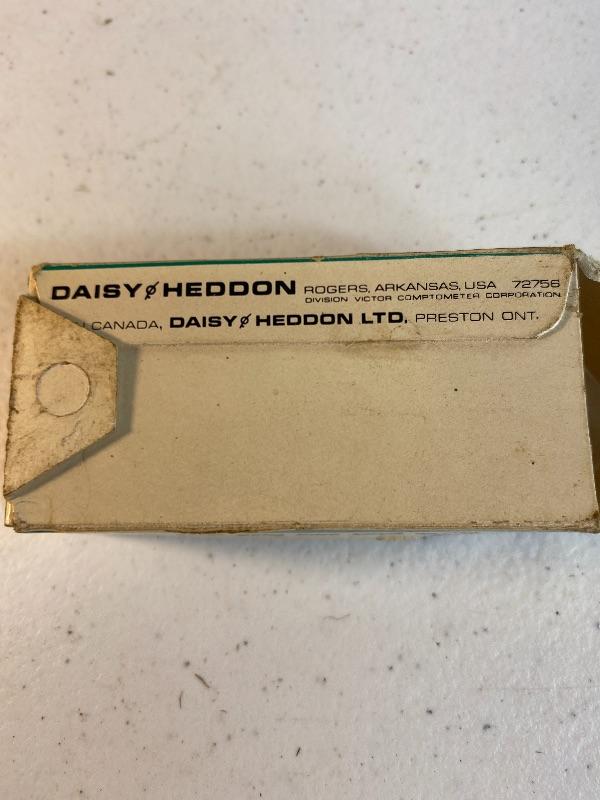 DAISY/HEDDON ROGERS, ARKANSAS, USA 72756
DIVISION VICTOR COMPTOMETER CORPORATION
CANADA, DAISY/HEDDON LTD. PRESTON ONT.